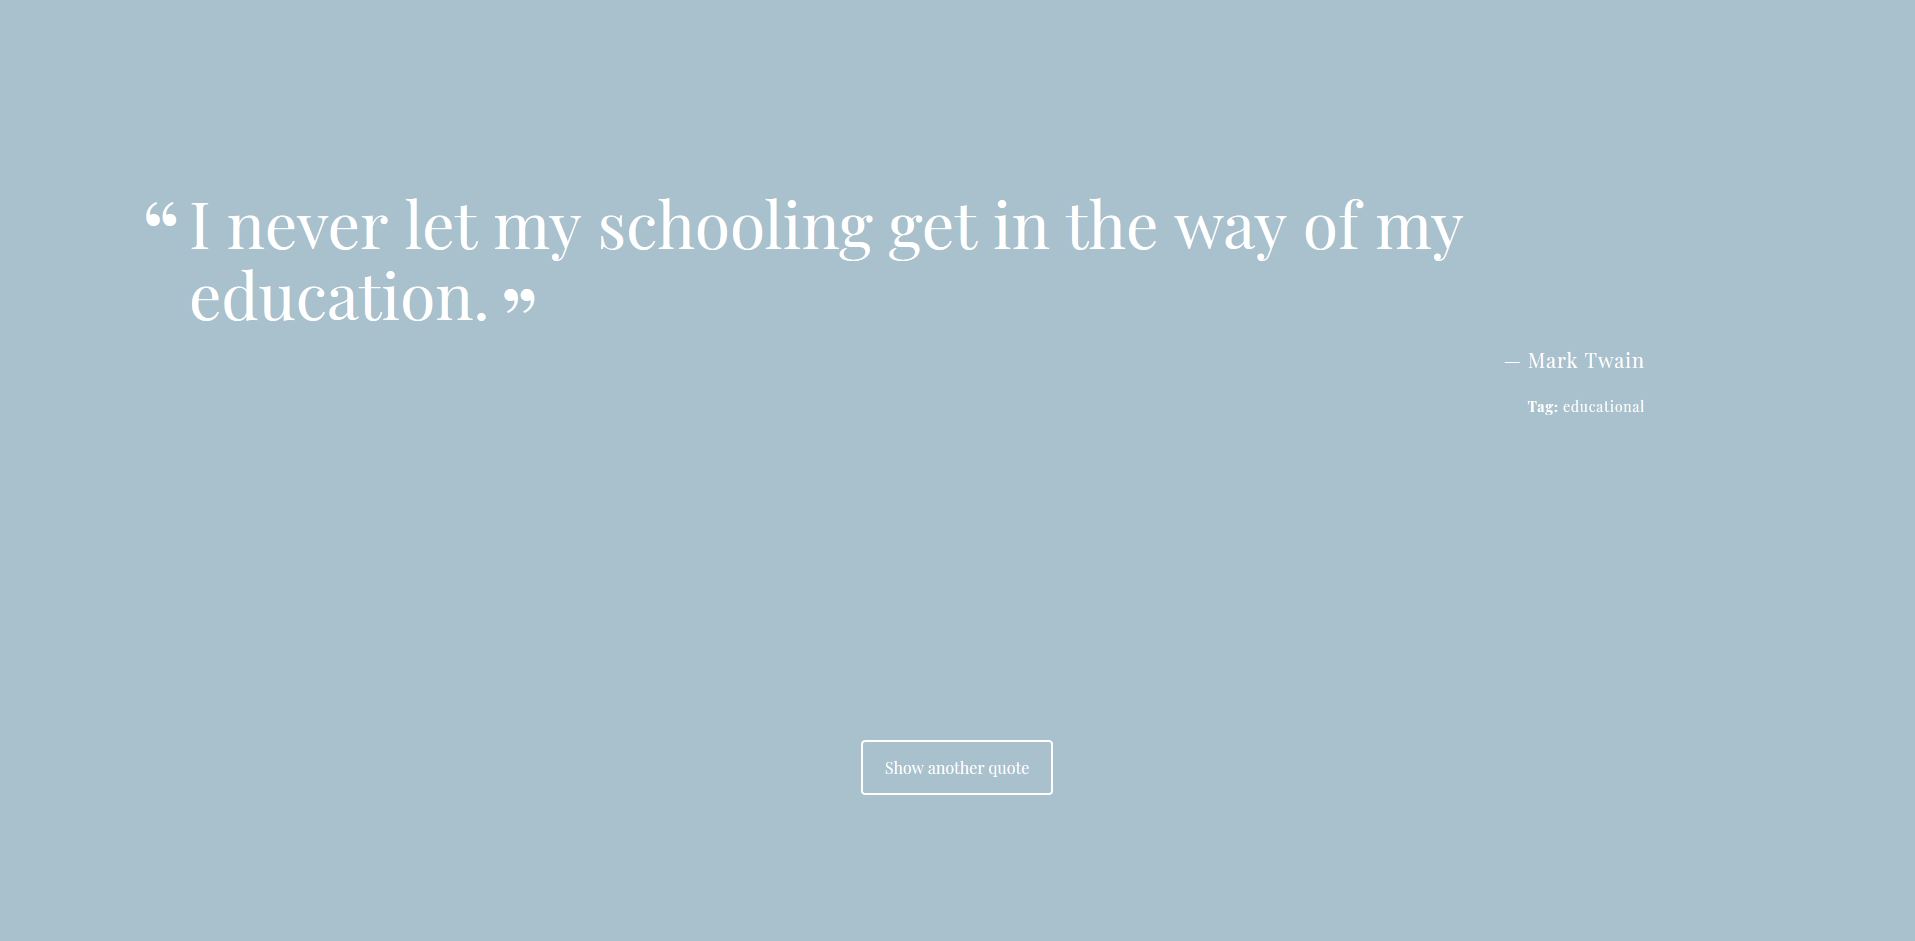 “ I never let my schooling get in the way of my
education. ”
— Mark Twain
Tag: educational
Show another quote